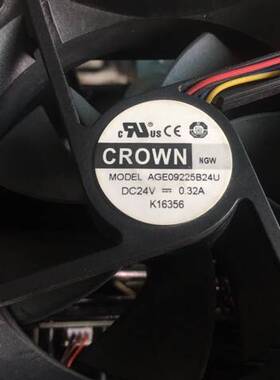 c UL US CE
CROWN NGW
MODEL AGE09225B24U
DC24V ⎓ 0.32A
K16356